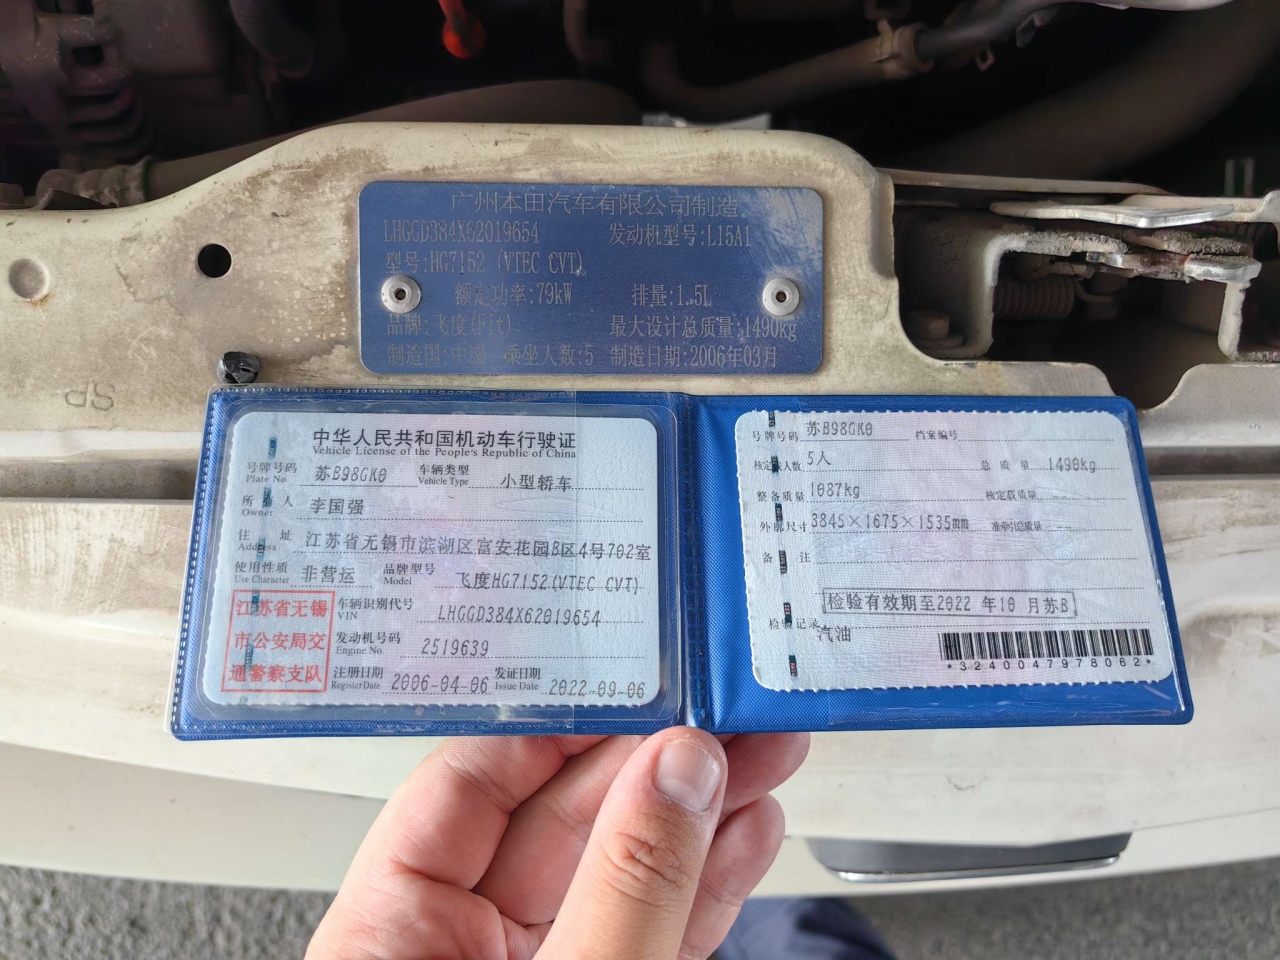 广州本田汽车有限公司制造
LHGGD384X62019654 发动机型号:L15A1
型号:HG7152 (VTEC CVT)
额定功率:79kW 排量:1.5L
品牌:飞度(Fit) 最大设计总质量:1490kg
制造国:中国 乘坐人数:5 制造日期:2006年03月
SP
中华人民共和国机动车行驶证
Vehicle License of the People's Republic of China
号牌号码 苏B98GK0 车辆类型 小型轿车
Plate No. Vehicle Type
所有人 李国强
Owner
住址 江苏省无锡市滨湖区富安花园B区4号702室
Address
使用性质 非营运 品牌型号 飞度HG7152(VTEC CVT)
Use Character Model
江苏省无锡
市公安局交
通警察支队
车辆识别代号 LHGGD384X62019654
VIN
发动机号码 2519639
Engine No.
注册日期 2006-04-06 发证日期 2022-09-06
Register Date Issue Date
号牌号码 苏B98GK0 档案编号
核定载人数 5人 总质量 1490kg
整备质量 1087kg 核定载质量
外廓尺寸 3845×1675×1535mm 准牵引总质量
备注
检验有效期至2022 年10 月苏B
检验记录 汽油
*3240047978062*